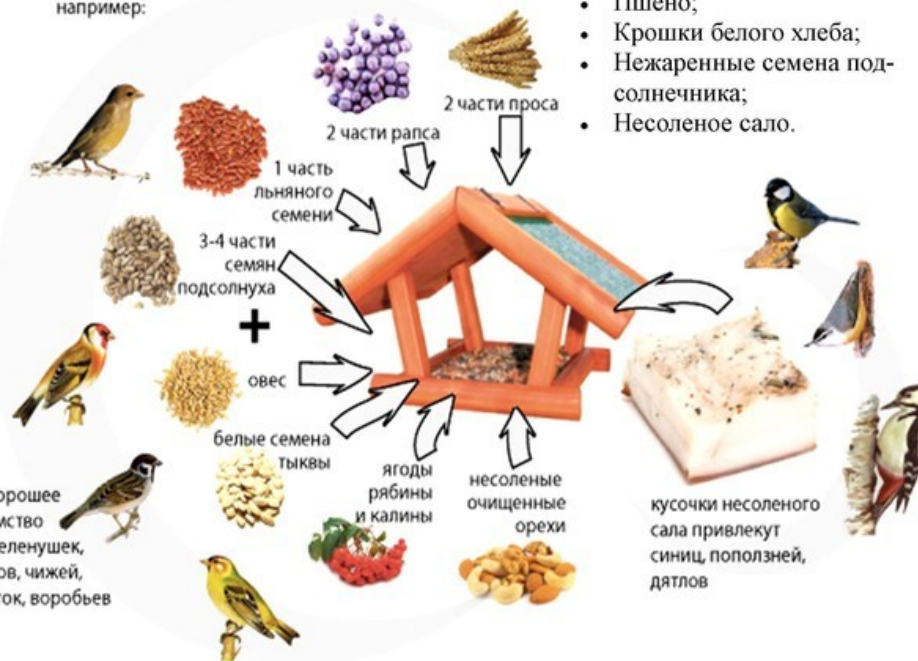 например:
• Пшено;
• Крошки белого хлеба;
• Нежаренные семена под-
солнечника;
• Несоленое сало.
2 части проса
2 части рапса
1 часть
льняного
семени
3-4 части
семян
подсолнуха
+
овес
белые семена
тыквы
ягоды
рябины
и калины
несоленые
очищенные
орехи
кусочки несоленого
сала привлекут
синиц, поползней,
дятлов
орошее
мство
еленушек,
ов, чижей,
ок, воробьев